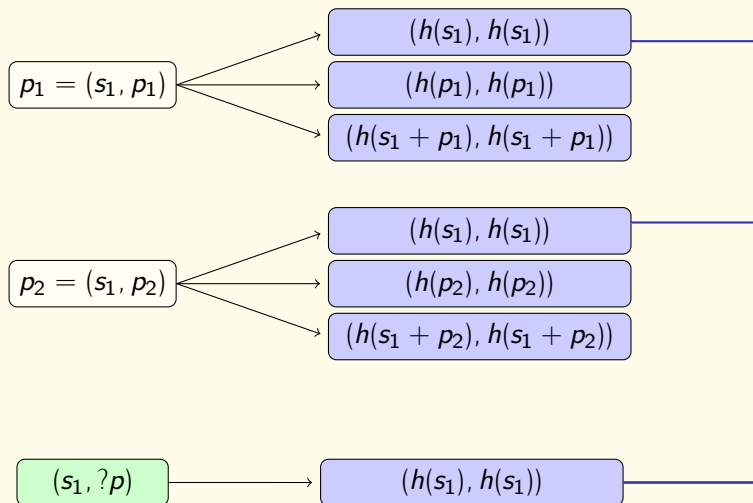 (h(s₁), h(s₁))
p₁ = (s₁, p₁)
(h(p₁), h(p₁))
(h(s₁ + p₁), h(s₁ + p₁))
(h(s₁), h(s₁))
p₂ = (s₁, p₂)
(h(p₂), h(p₂))
(h(s₁ + p₂), h(s₁ + p₂))
(s₁, ?p)
(h(s₁), h(s₁))